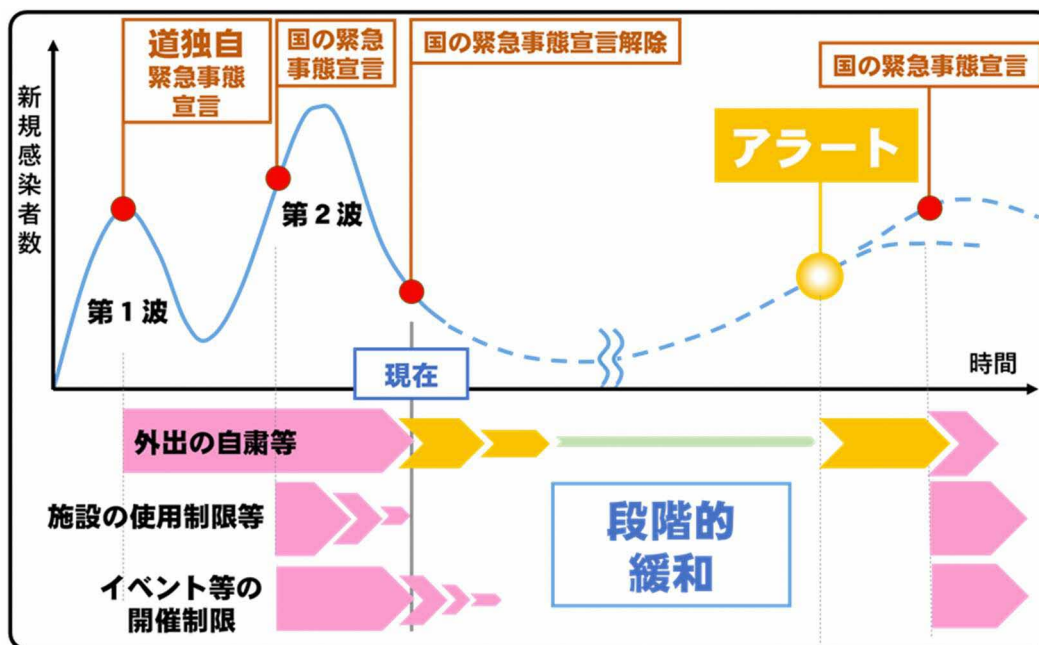 道独自
緊急事態
宣言
国の緊急
事態宣言
国の緊急事態宣言解除
国の緊急事態宣言
アラート
新規感染者数
第1波
第2波
現在
時間
外出の自粛等
施設の使用制限等
イベント等の
開催制限
段階的
緩和